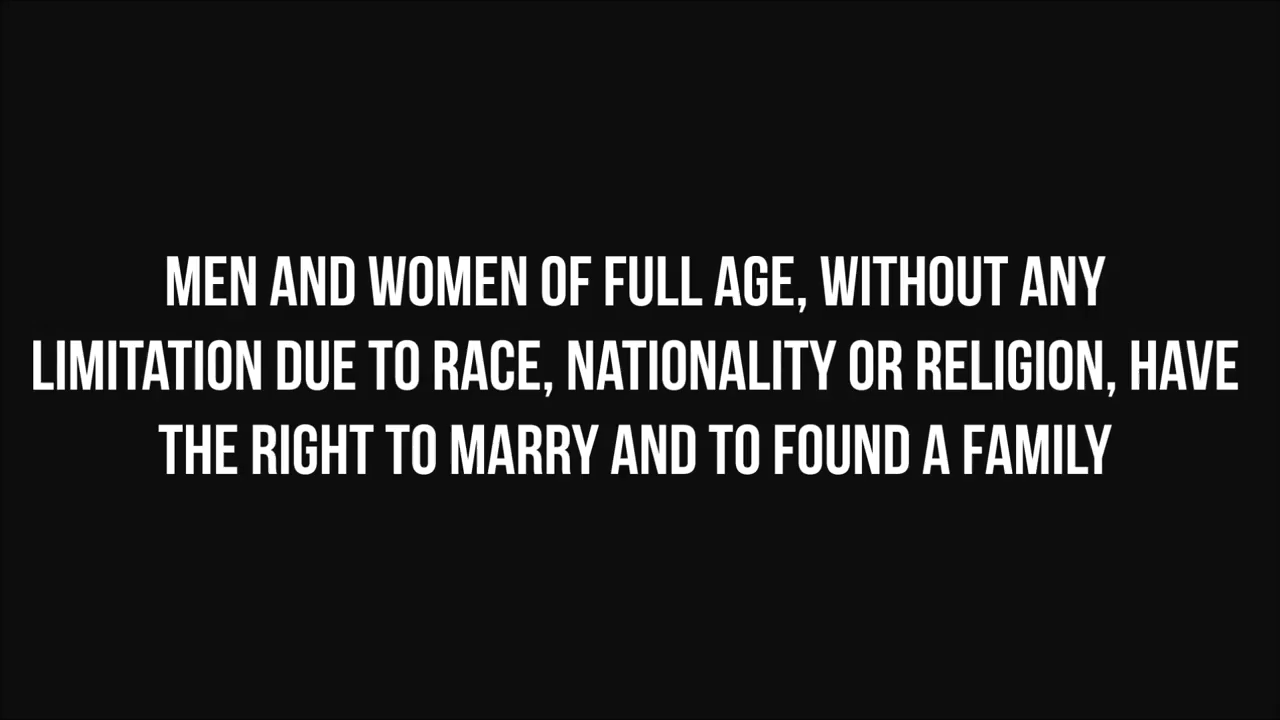 MEN AND WOMEN OF FULL AGE, WITHOUT ANY
LIMITATION DUE TO RACE, NATIONALITY OR RELIGION, HAVE
THE RIGHT TO MARRY AND TO FOUND A FAMILY